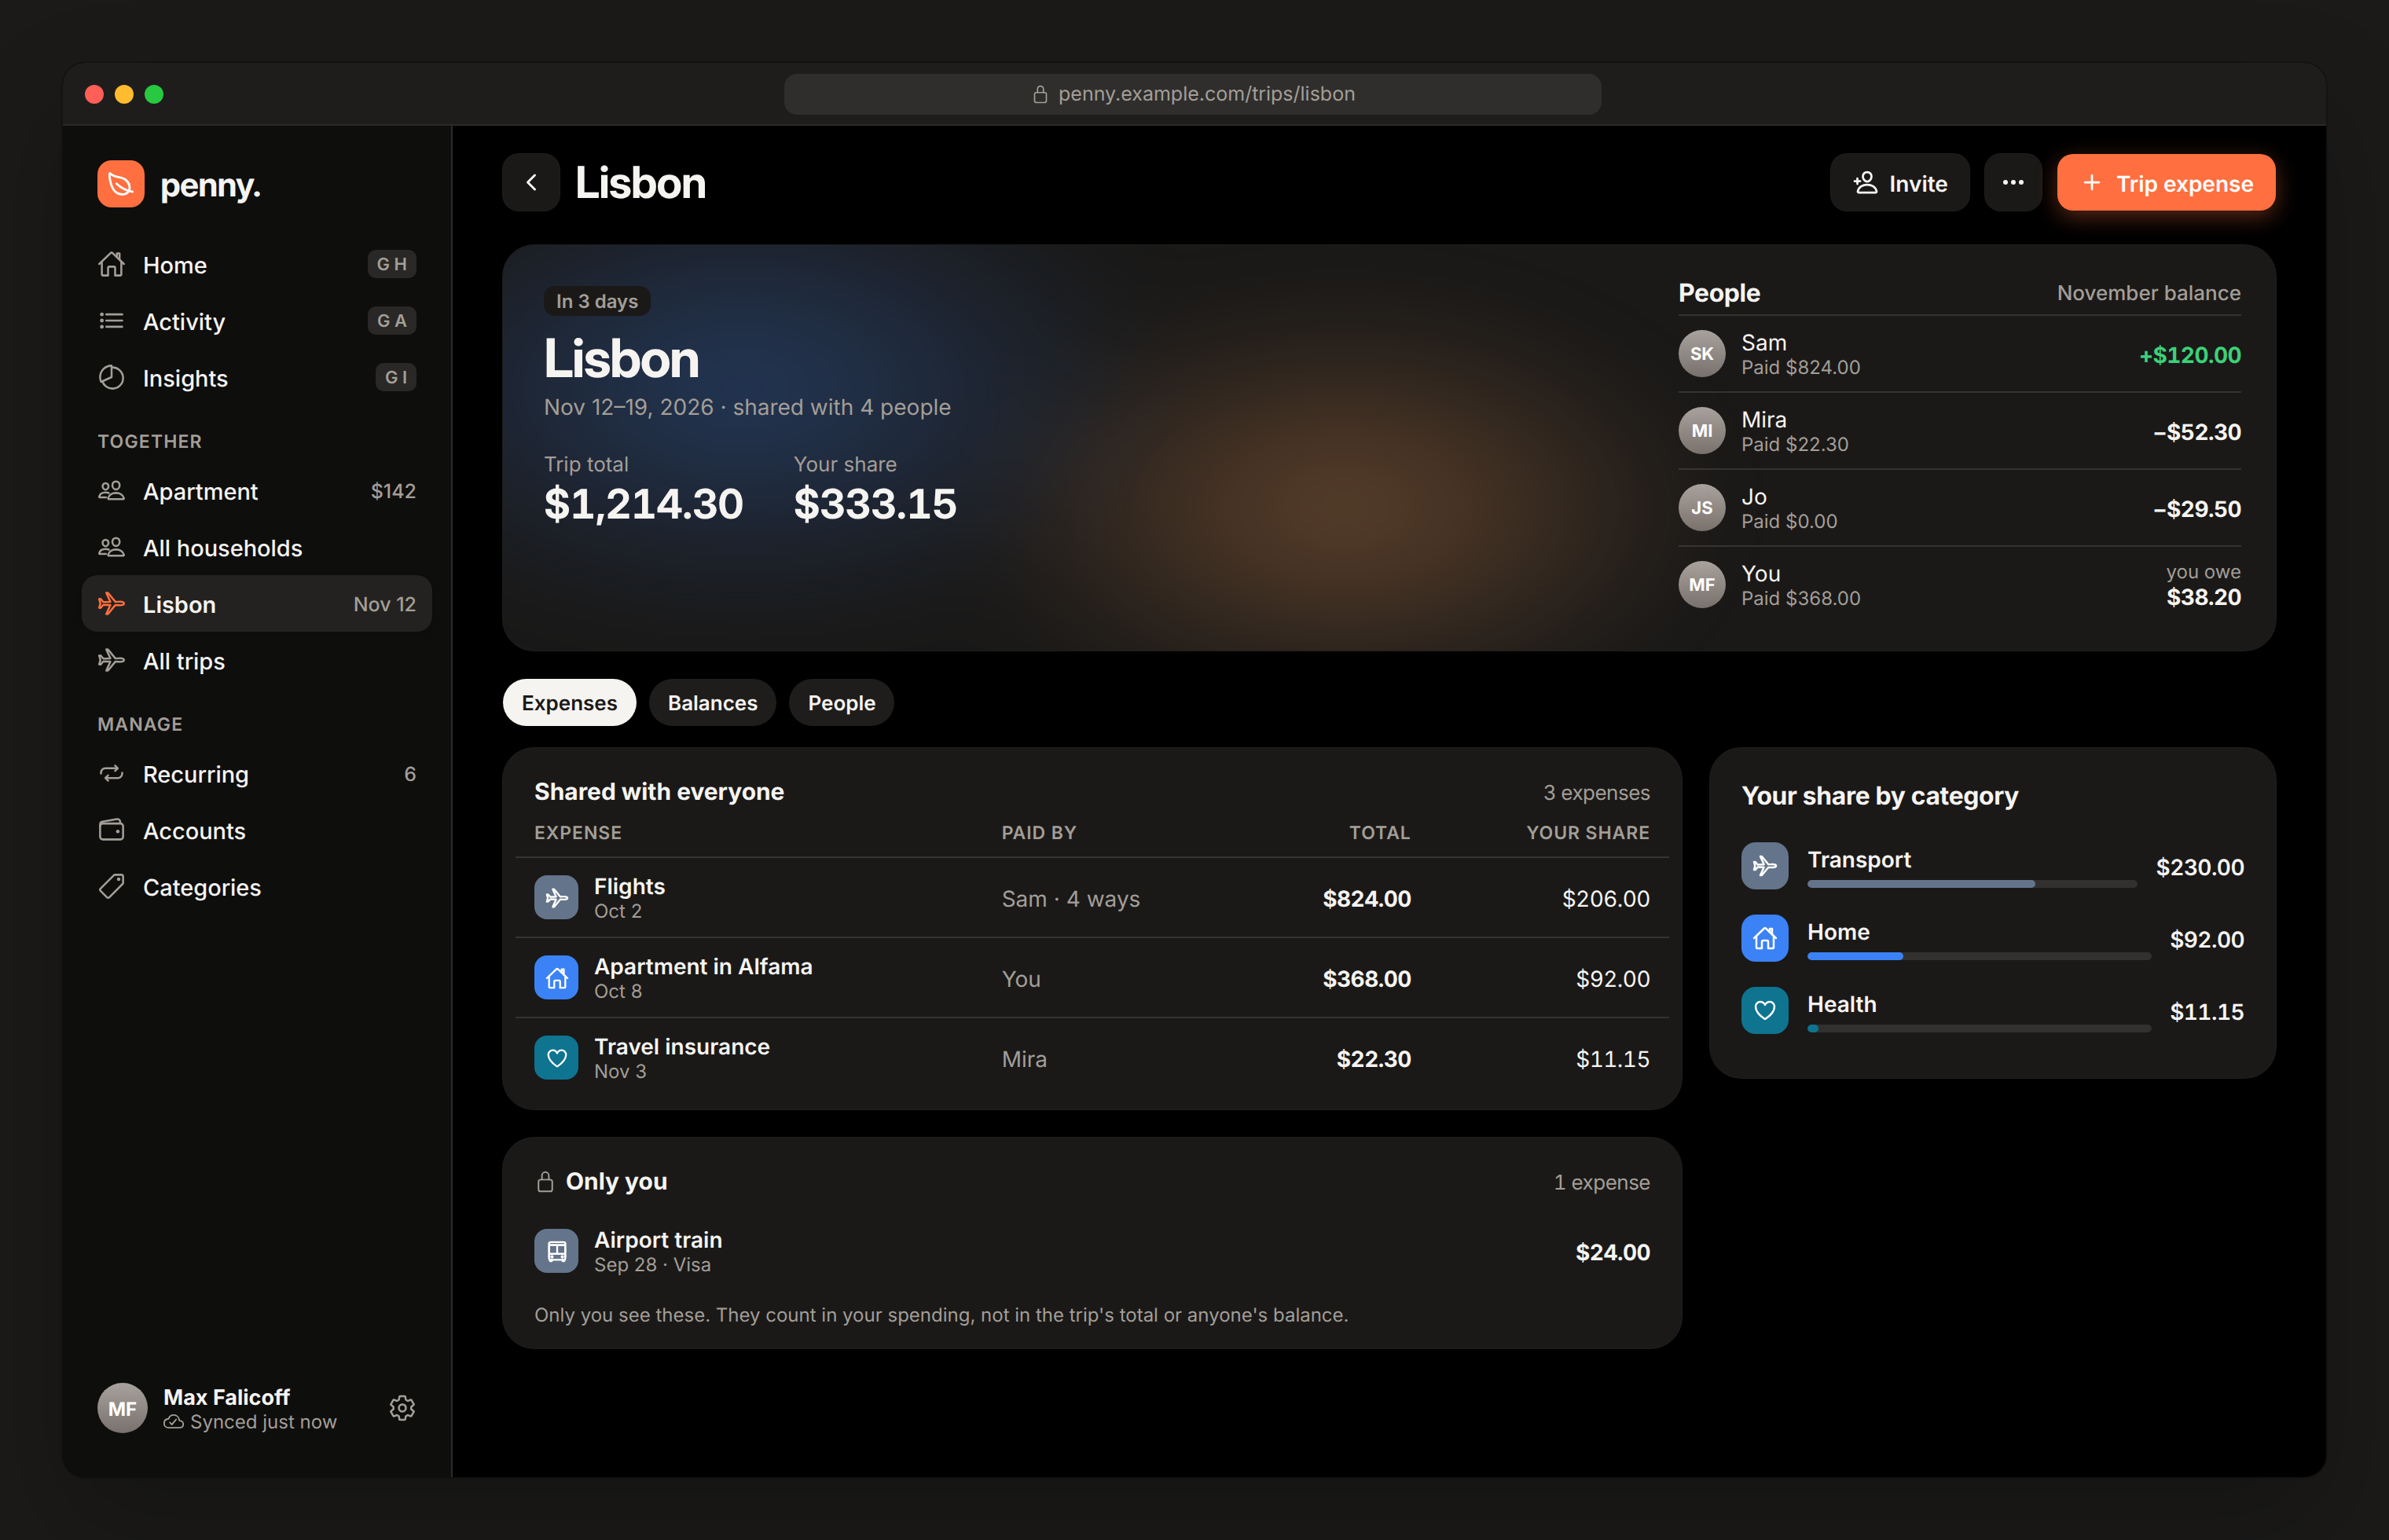 penny.example.com/trips/lisbon
penny.
Home G H
Activity G A
Insights G I
TOGETHER
Apartment $142
All households
Lisbon Nov 12
All trips
MANAGE
Recurring 6
Accounts
Categories
MF Max Falicoff
Synced just now
Lisbon
Invite
Trip expense
In 3 days
Lisbon
Nov 12–19, 2026 · shared with 4 people
Trip total Your share
$1,214.30 $333.15
People November balance
SK Sam +$120.00
Paid $824.00
MI Mira –$52.30
Paid $22.30
JS Jo –$29.50
Paid $0.00
MF You you owe
Paid $368.00 $38.20
Expenses Balances People
Shared with everyone 3 expenses
EXPENSE PAID BY TOTAL YOUR SHARE
Flights Sam · 4 ways $824.00 $206.00
Oct 2
Apartment in Alfama You $368.00 $92.00
Oct 8
Travel insurance Mira $22.30 $11.15
Nov 3
Only you 1 expense
Airport train $24.00
Sep 28 · Visa
Only you see these. They count in your spending, not in the trip's total or anyone's balance.
Your share by category
Transport $230.00
Home $92.00
Health $11.15